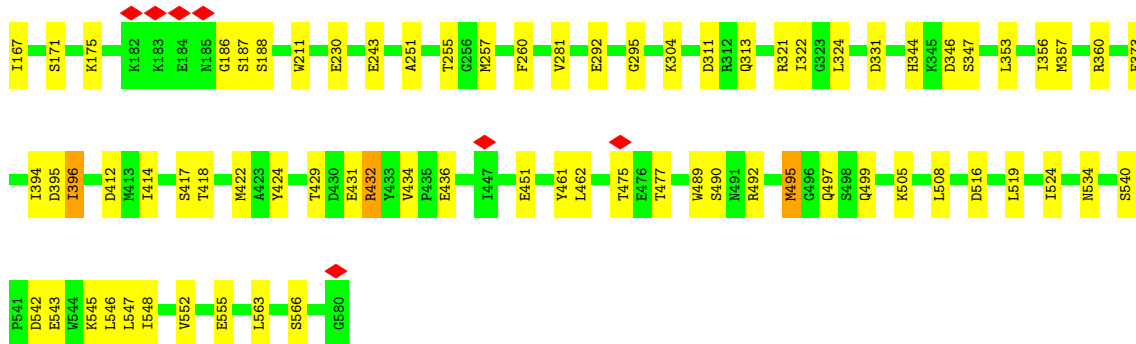 I167 S171 K175 K182 K183 E184 N185 G186 S187 S188 W211 E230 E243 A251 T255 G256 M257 F260 V281 E292 G295 K304 D311 R312 Q313 R321 I322 G323 L324 D331 H344 K345 D346 S347 L353 I356 M357 R360
I394 D395 I396 D412 M413 I414 S417 T418 M422 A423 Y424 T429 D430 E431 R432 Y433 V434 P435 E436 I447 E451 Y461 L462 T475 E476 T477 W489 S490 N491 R492 M495 G496 Q497 S498 Q499 K505 L508 D516 L519 I524 N534 S540
P541 D542 E543 W544 K545 L546 L547 I548 V552 E555 L563 S566 G580